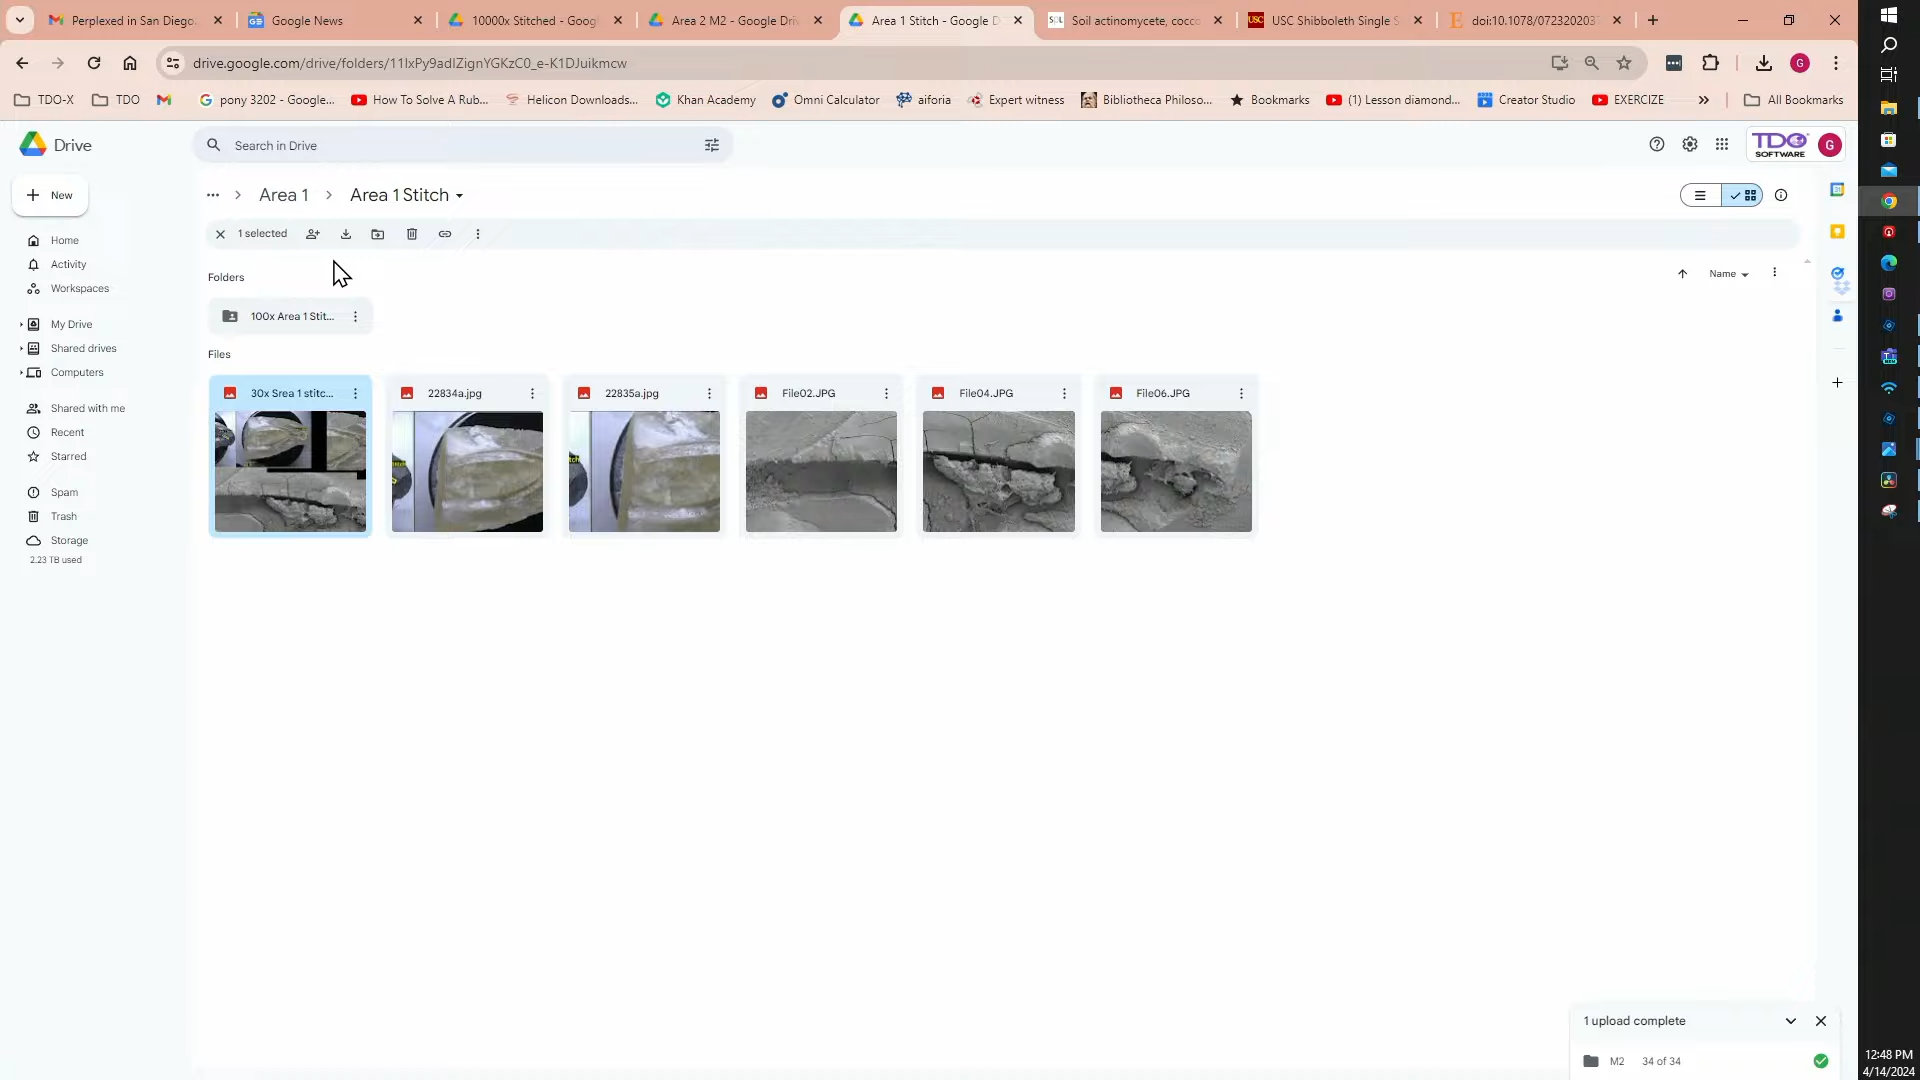 Perplexed in San Diego
Google News
10000x Stitched - Goog
Area 2 M2 - Google Driv
Area 1 Stitch - Google D
Soil actinomycete, cocco
USC Shibboleth Single S
doi:10.1078/072320203
drive.google.com/drive/folders/11lxPy9adlZignYGKzC0_e-K1DJuikmcw
TDO-X
TDO
pony 3202 - Google...
How To Solve A Rub...
Helicon Downloads...
Khan Academy
Omni Calculator
aiforia
Expert witness
Bibliotheca Philoso...
Bookmarks
(1) Lesson diamond...
Creator Studio
EXERCIZE
All Bookmarks
Drive
Search in Drive
TDO
SOFTWARE
G
New
Area 1
Area 1 Stitch
1 selected
Home
Activity
Workspaces
My Drive
Shared drives
Computers
Shared with me
Recent
Starred
Spam
Trash
Storage
2.23 TB used
Folders
Name
100x Area 1 Stit...
Files
30x Srea 1 stitc...
22834a.jpg
22835a.jpg
File02.JPG
File04.JPG
File06.JPG
1 upload complete
M2 34 of 34
12:48 PM
4/14/2024